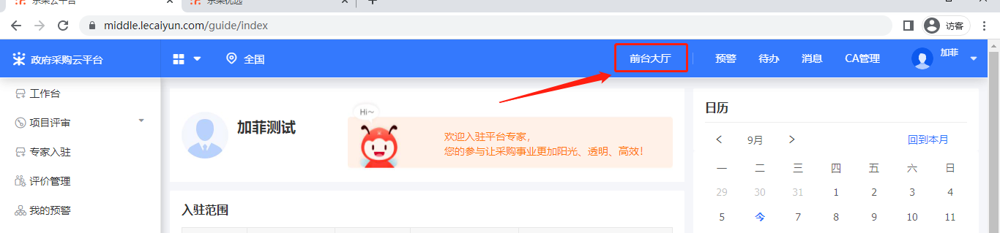 乐采云平台
乐采优选
middle.lecaiyun.com/guide/index
访客
政府采购云平台
全国
前台大厅
预警
待办
消息
CA管理
加菲
工作台
项目评审
专家入驻
评价管理
我的预警
加菲测试
Hi~
欢迎入驻平台专家，
您的参与让采购事业更加阳光、透明、高效！
入驻范围
日历
9月
回到本月
一 二 三 四 五 六 日
29 30 31 1 2 3 4
5 今 7 8 9 10 11